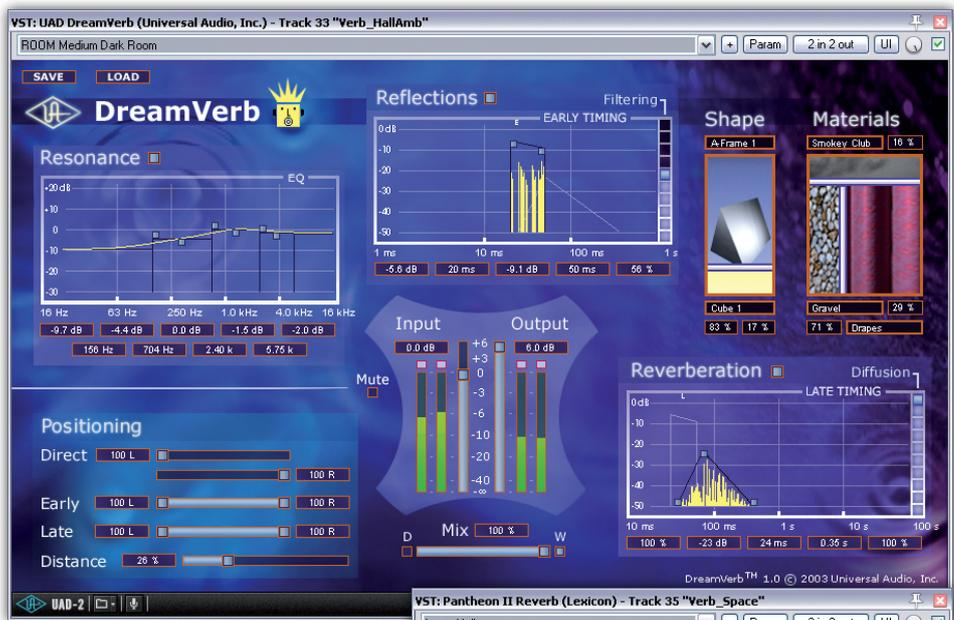 VST: UAD DreamVerb (Universal Audio, Inc.) - Track 33 "Verb_HallAmb"
ROOM Medium Dark Room + Param 2 in 2 out UI
SAVE LOAD
DreamVerb
Resonance
EQ
+20 dB
+10
0
-10
-20
-30
16 Hz 63 Hz 250 Hz 1.0 kHz 4.0 kHz 16 kHz
-9.7 dB -4.4 dB 0.0 dB -1.5 dB -2.0 dB
156 Hz 704 Hz 2.40 k 5.75 k
Reflections Filtering
EARLY TIMING
E
0dB
-10
-20
-30
-40
-50
1 ms 10 ms 100 ms 1 s
-5.6 dB 20 ms -9.1 dB 50 ms 56 %
Shape
A-Frame 1
Cube 1
83 % 17 %
Materials
Smokey Club 16 %
Gravel 29 %
71 % Drapes
Input Output
0.0 dB 6.0 dB
+6
+3
0
-3
-6
-10
-20
-40
-∞
Mute
Mix 100 %
D W
Positioning
Direct 100 L
100 R
Early 100 L 100 R
Late 100 L 100 R
Distance 26 %
Reverberation Diffusion
LATE TIMING
L
0dB
-10
-20
-30
-40
-50
10 ms 100 ms 1 s 10 s 100 s
100 % -23 dB 24 ms 0.35 s 100 %
DreamVerb™ 1.0 © 2003 Universal Audio, Inc.
UAD-2
VST: Pantheon II Reverb (Lexicon) - Track 35 "Verb_Space"